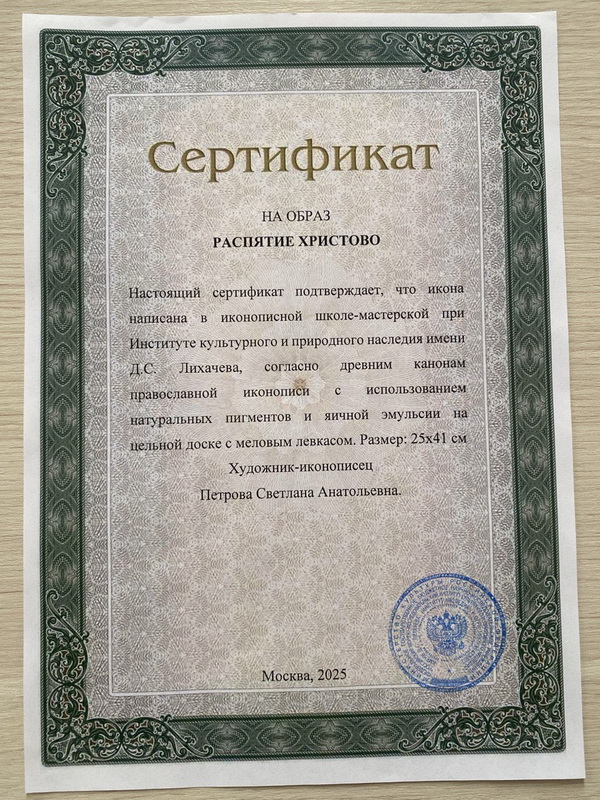 Сертификат
НА ОБРАЗ
РАСПЯТИЕ ХРИСТОВО
Настоящий сертификат подтверждает, что икона
написана в иконописной школе-мастерской при
Институте культурного и природного наследия имени
Д.С. Лихачева, согласно древним канонам
православной иконописи с использованием
натуральных пигментов и яичной эмульсии на
цельной доске с меловым левкасом. Размер: 25х41 см
Художник-иконописец
Петрова Светлана Анатольевна.
Москва, 2025